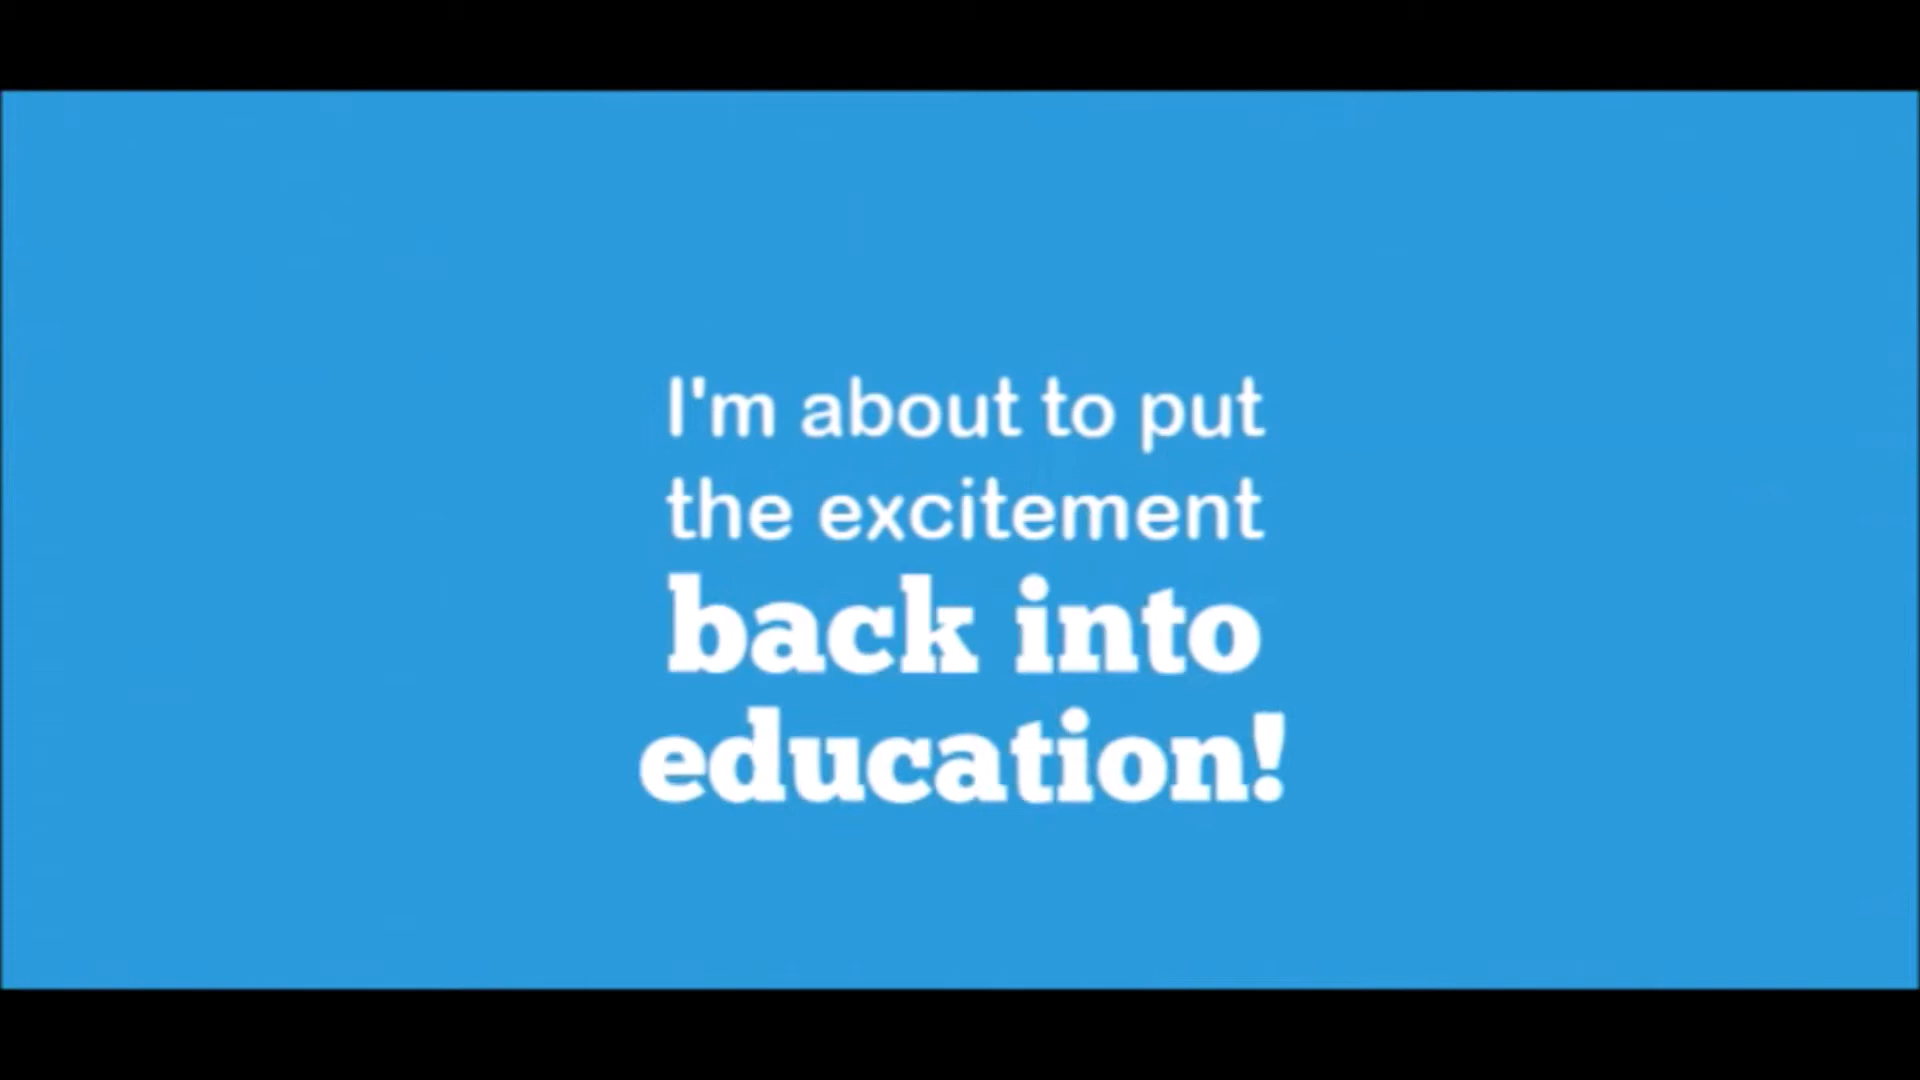 I'm about to put
the excitement
back into
education!